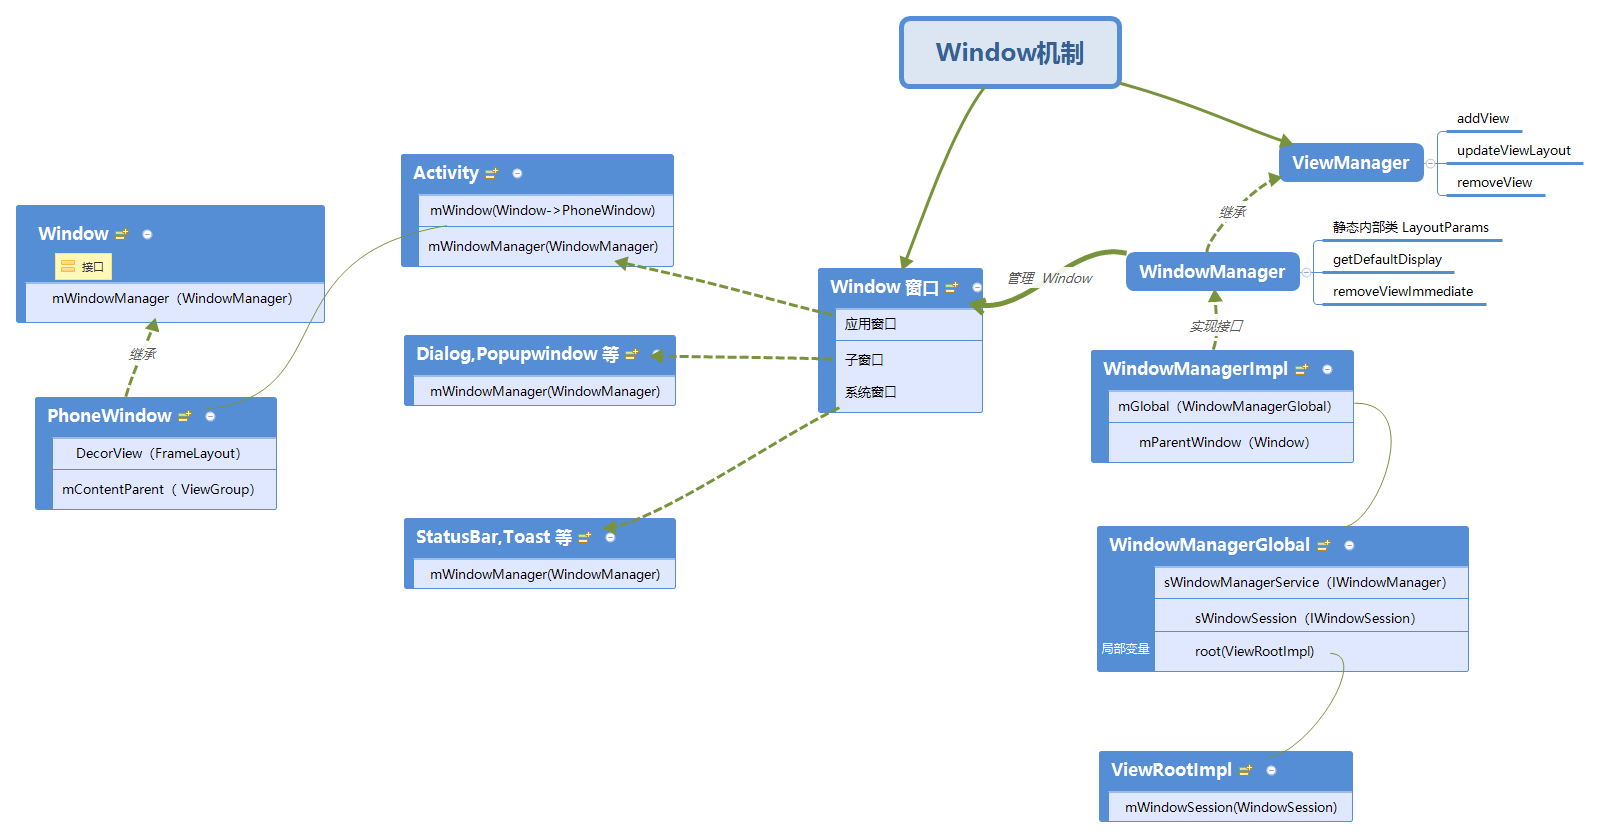 Window机制
ViewManager
addView
updateViewLayout
removeView
继承
WindowManager
静态内部类 LayoutParams
getDefaultDisplay
removeViewImmediate
管理 Window
实现接口
WindowManagerImpl
mGlobal（WindowManagerGlobal）
mParentWindow（Window）
WindowManagerGlobal
sWindowManagerService（IWindowManager）
sWindowSession（IWindowSession）
局部变量
root(ViewRootImpl)
ViewRootImpl
mWindowSession(WindowSession)
Window 窗口
应用窗口
子窗口
系统窗口
Activity
mWindow(Window->PhoneWindow)
mWindowManager(WindowManager)
Dialog,Popupwindow 等
mWindowManager(WindowManager)
StatusBar,Toast 等
mWindowManager(WindowManager)
Window
接口
mWindowManager（WindowManager）
继承
PhoneWindow
DecorView（FrameLayout）
mContentParent（ ViewGroup）